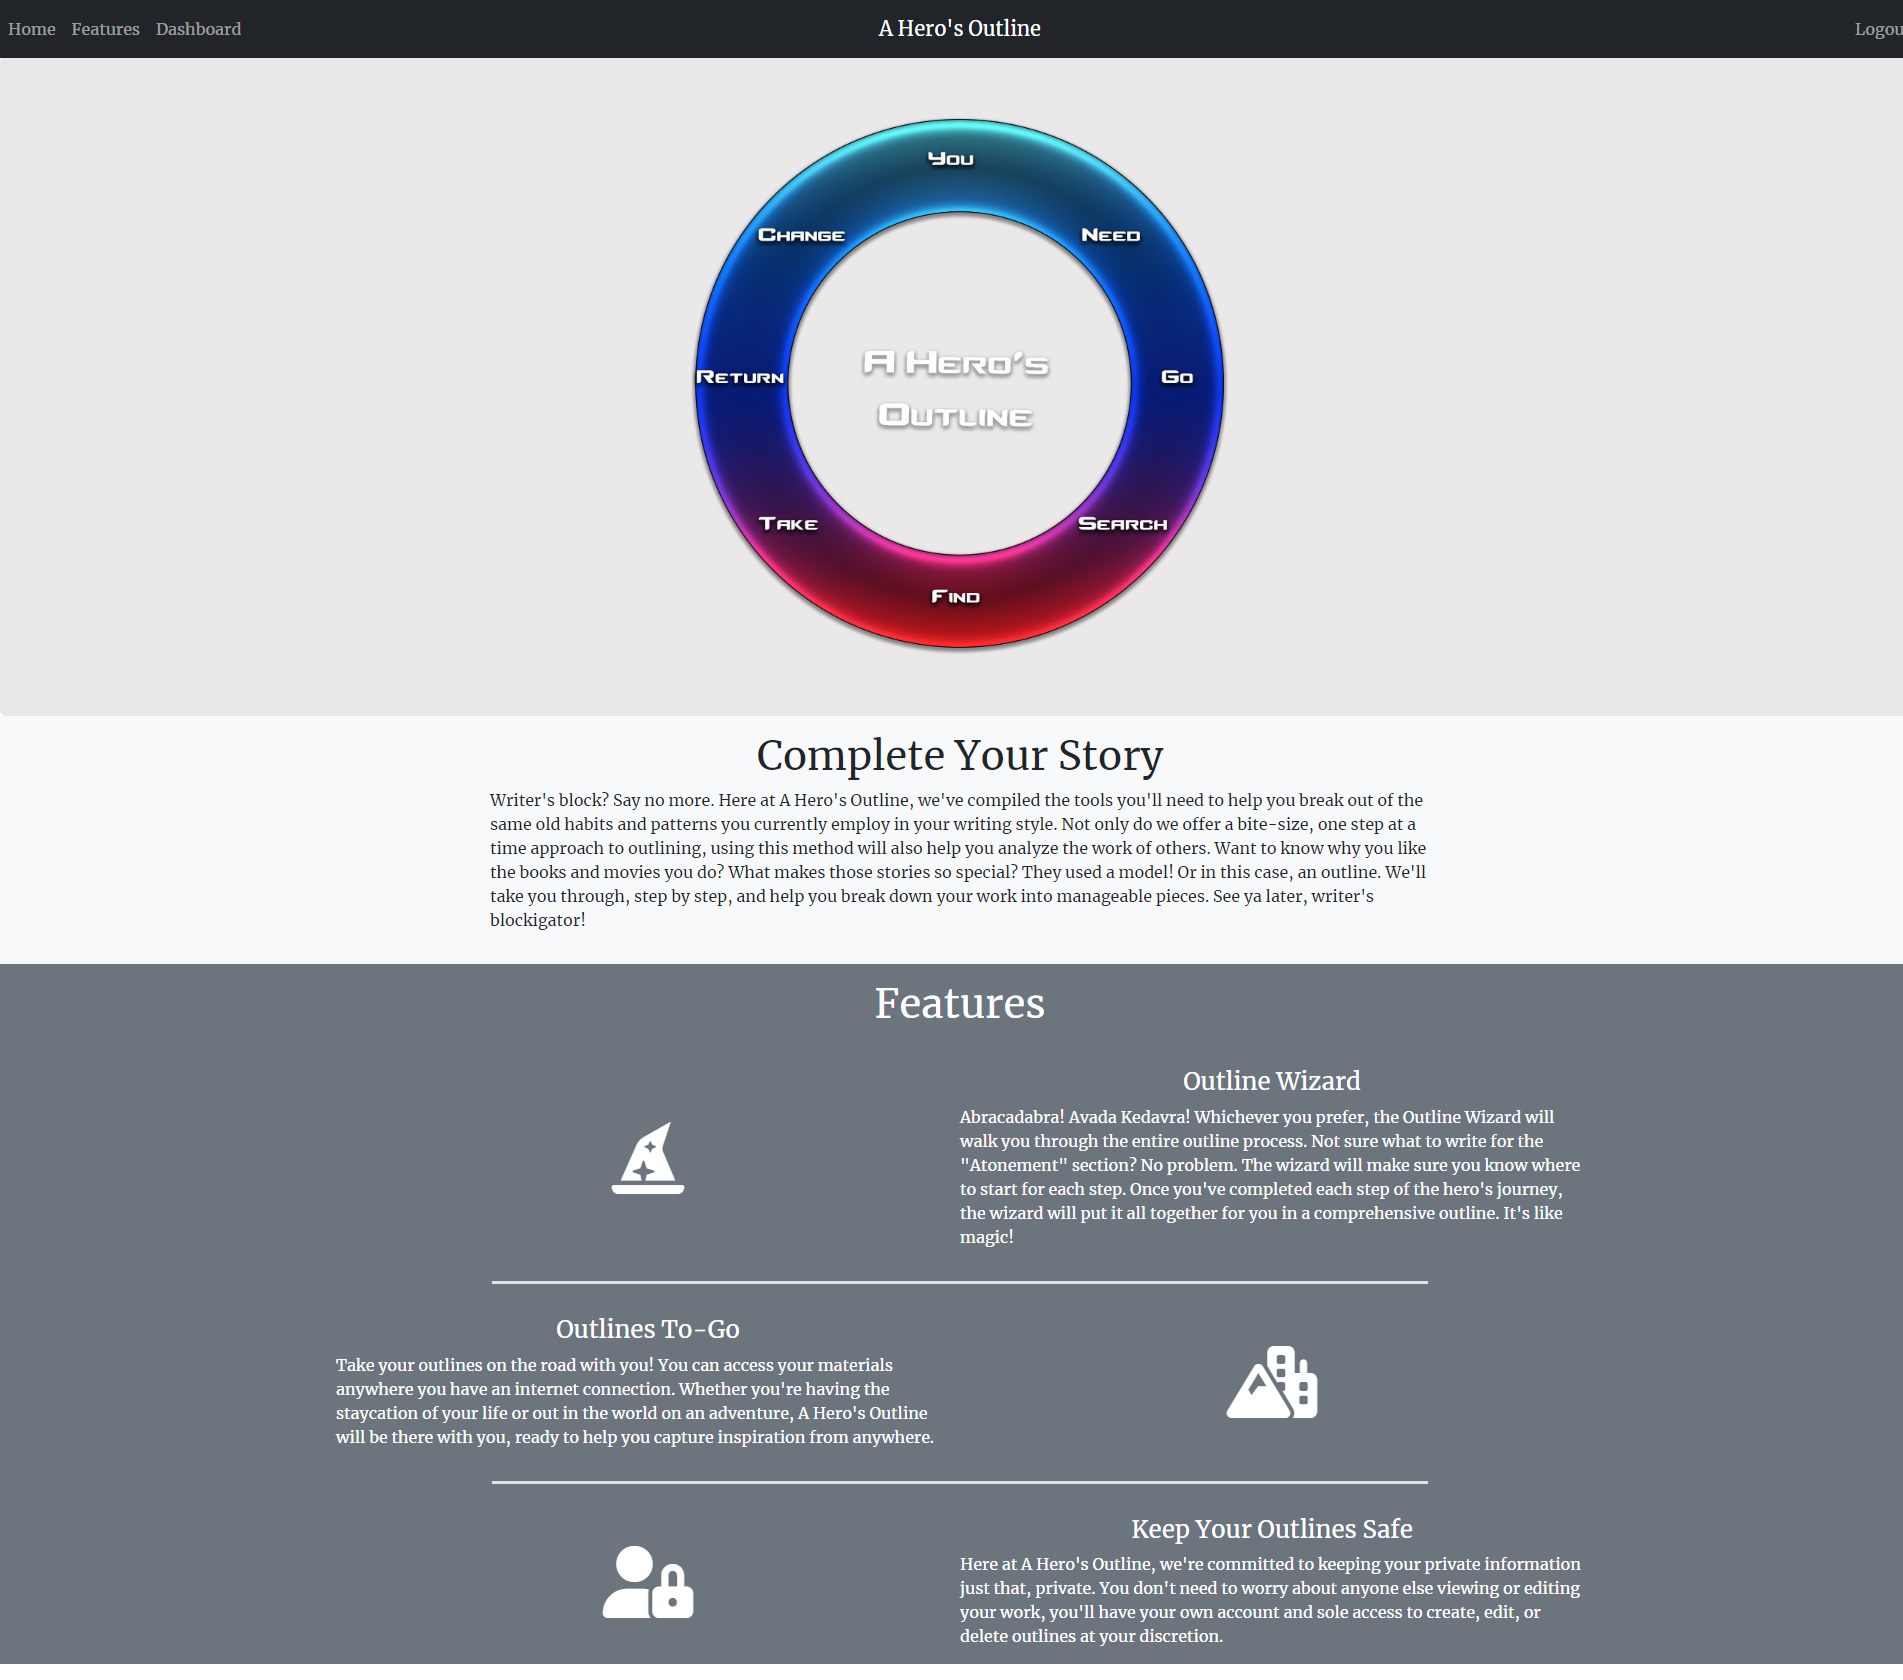 Home Features Dashboard
A Hero's Outline
Logou
You
Change
Need
A Hero's
Outline
Return
Go
Take
Search
Find
Complete Your Story
Writer's block? Say no more. Here at A Hero's Outline, we've compiled the tools you'll need to help you break out of the
same old habits and patterns you currently employ in your writing style. Not only do we offer a bite-size, one step at a
time approach to outlining, using this method will also help you analyze the work of others. Want to know why you like
the books and movies you do? What makes those stories so special? They used a model! Or in this case, an outline. We'll
take you through, step by step, and help you break down your work into manageable pieces. See ya later, writer's
blockigator!
Features
Outline Wizard
Abracadabra! Avada Kedavra! Whichever you prefer, the Outline Wizard will
walk you through the entire outline process. Not sure what to write for the
"Atonement" section? No problem. The wizard will make sure you know where
to start for each step. Once you've completed each step of the hero's journey,
the wizard will put it all together for you in a comprehensive outline. It's like
magic!
Outlines To-Go
Take your outlines on the road with you! You can access your materials
anywhere you have an internet connection. Whether you're having the
staycation of your life or out in the world on an adventure, A Hero's Outline
will be there with you, ready to help you capture inspiration from anywhere.
Keep Your Outlines Safe
Here at A Hero's Outline, we're committed to keeping your private information
just that, private. You don't need to worry about anyone else viewing or editing
your work, you'll have your own account and sole access to create, edit, or
delete outlines at your discretion.